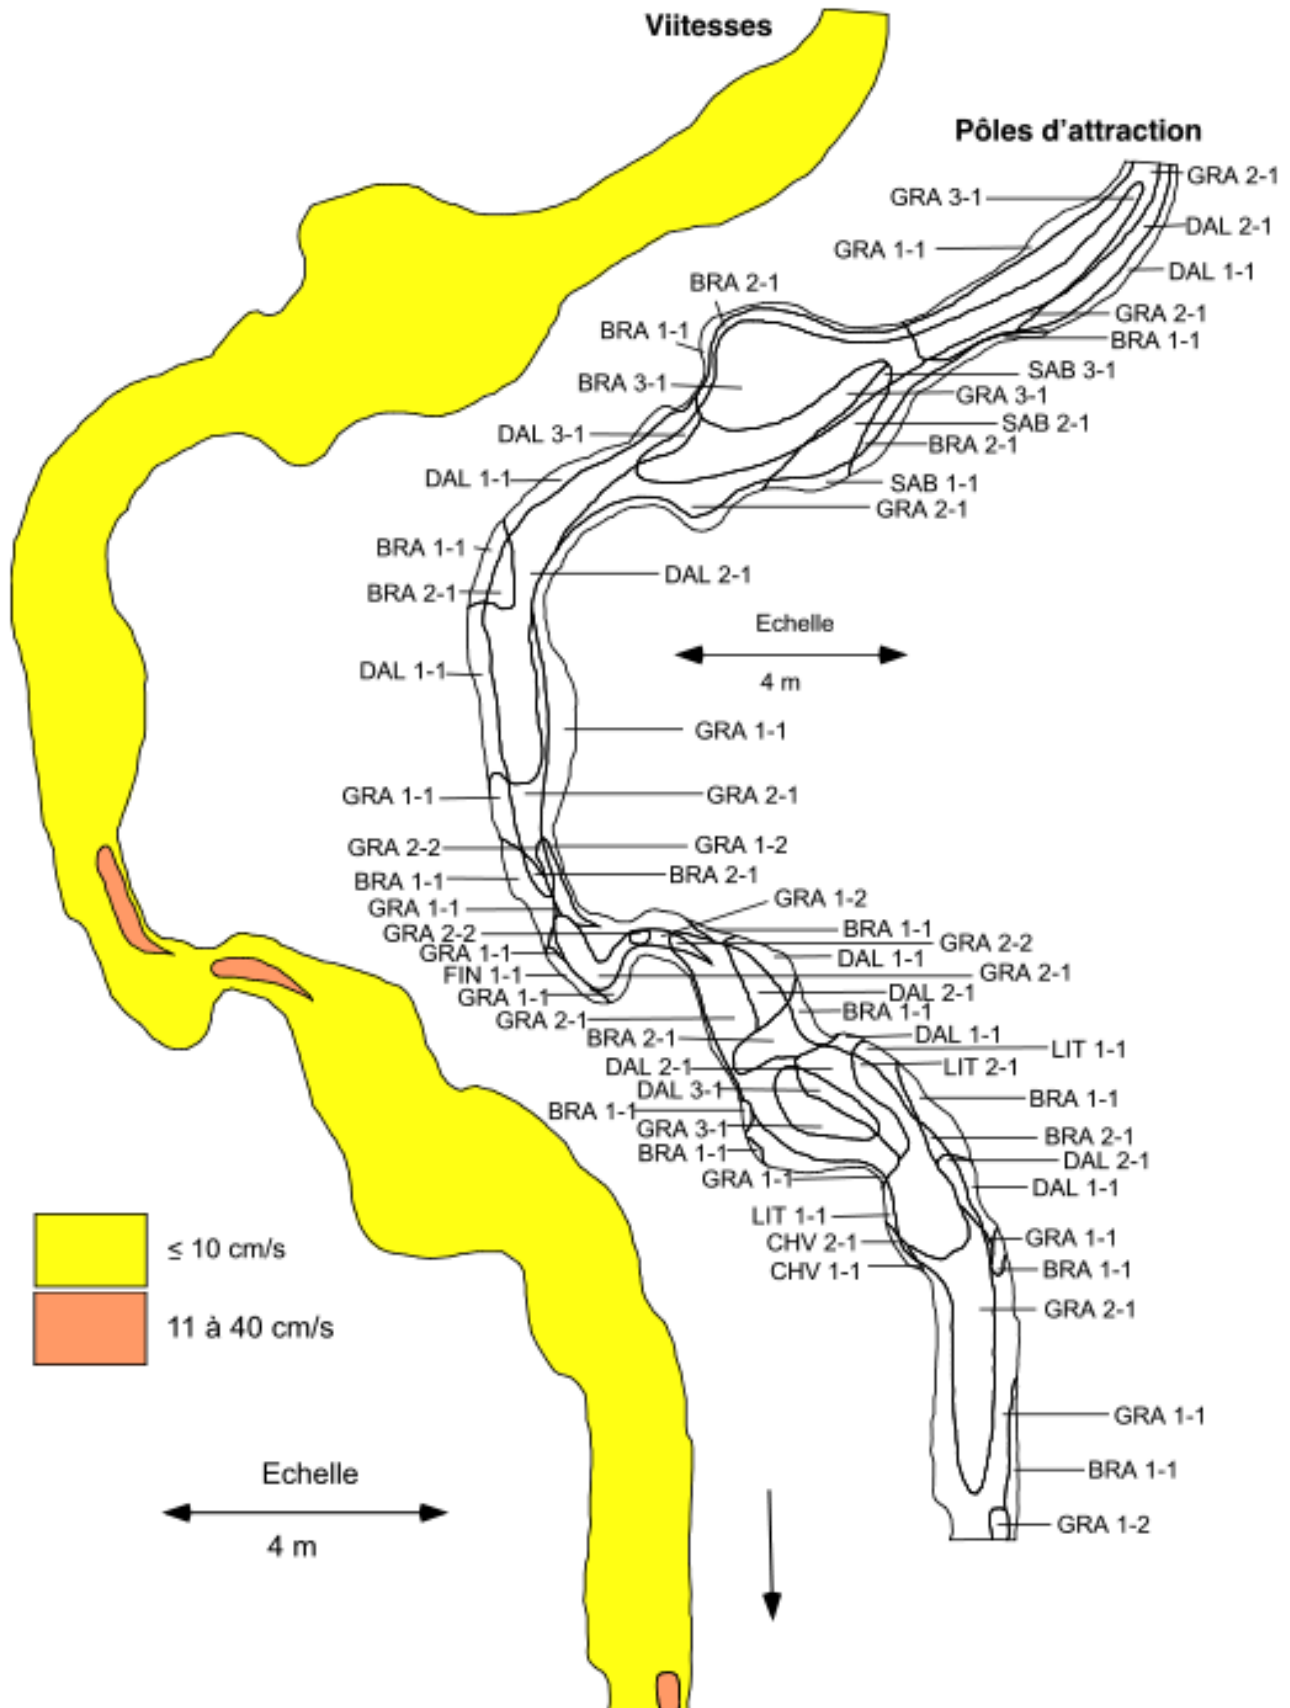 Viitesses
Pôles d'attraction
GRA 2-1
GRA 3-1
DAL 2-1
GRA 1-1
DAL 1-1
BRA 2-1
GRA 2-1
BRA 1-1
BRA 1-1
SAB 3-1
BRA 3-1
GRA 3-1
SAB 2-1
DAL 3-1
BRA 2-1
DAL 1-1
SAB 1-1
GRA 2-1
BRA 1-1
DAL 2-1
BRA 2-1
Echelle
4 m
DAL 1-1
GRA 1-1
GRA 1-1
GRA 2-1
GRA 2-2
GRA 1-2
BRA 1-1
BRA 2-1
GRA 1-2
GRA 1-1
BRA 1-1
GRA 2-2
GRA 2-2
GRA 1-1
DAL 1-1
FIN 1-1
GRA 2-1
GRA 1-1
DAL 2-1
BRA 1-1
GRA 2-1
BRA 2-1
DAL 1-1
LIT 1-1
DAL 2-1
LIT 2-1
DAL 3-1
BRA 1-1
BRA 1-1
GRA 3-1
BRA 2-1
BRA 1-1
DAL 2-1
GRA 1-1
DAL 1-1
LIT 1-1
CHV 2-1
GRA 1-1
CHV 1-1
BRA 1-1
≤ 10 cm/s
GRA 2-1
11 à 40 cm/s
GRA 1-1
BRA 1-1
Echelle
4 m
GRA 1-2